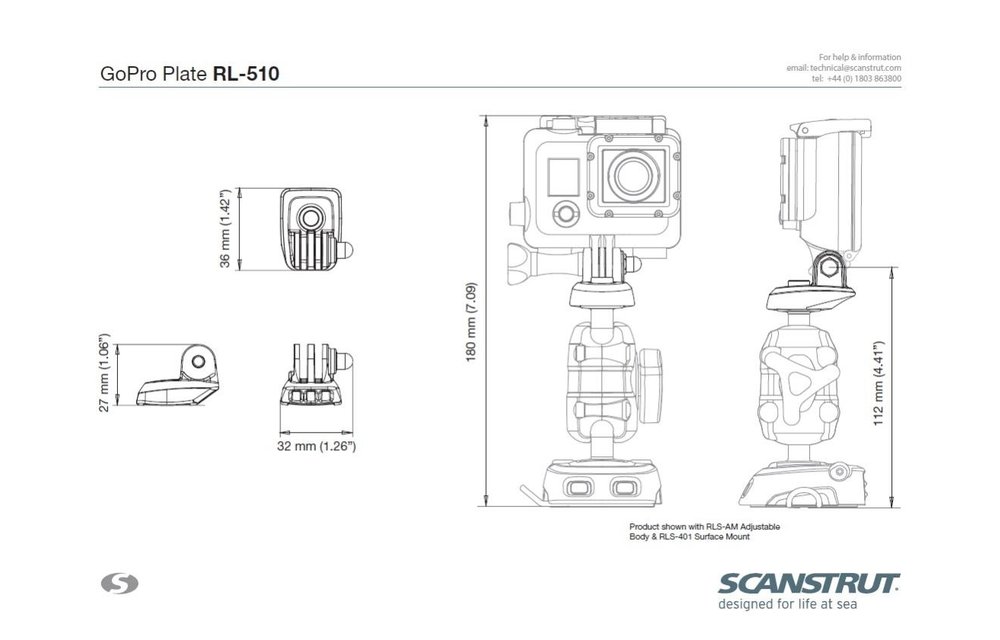 GoPro Plate RL-510
For help & information
email: technical@scanstrut.com
tel: +44 (0) 1803 863800
36 mm (1.42”)
27 mm (1.06”)
32 mm (1.26”)
180 mm (7.09)
112 mm (4.41”)
Product shown with RLS-AM Adjustable
Body & RLS-401 Surface Mount
S
SCANSTRUT.
designed for life at sea